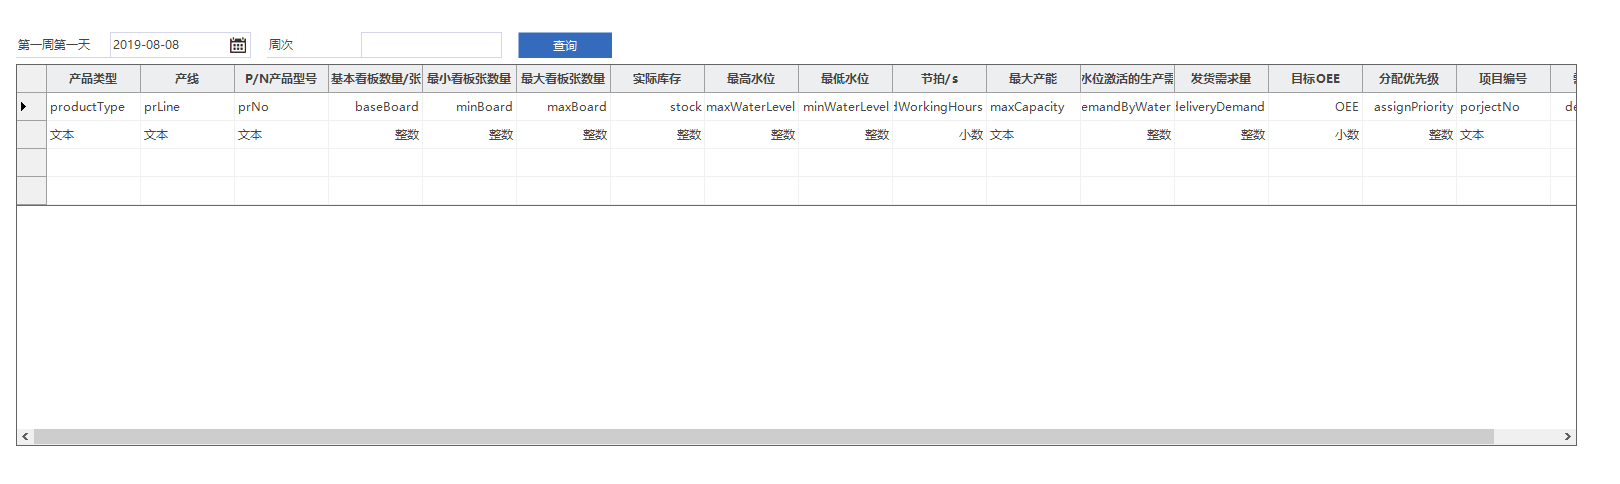 第一周第一天 2019-08-08 周次 查询
产品类型 产线 P/N产品型号 基本看板数量/张 最小看板张数量 最大看板张数量 实际库存 最高水位 最低水位 节拍/s 最大产能 水位激活的生产需 发货需求量 目标OEE 分配优先级 项目编号
productType prLine prNo baseBoard minBoard maxBoard stock maxWaterLevel minWaterLevel dWorkingHours maxCapacity emandByWater deliveryDemand OEE assignPriority porjectNo de
文本 文本 文本 整数 整数 整数 整数 整数 整数 小数 文本 整数 整数 小数 整数 文本